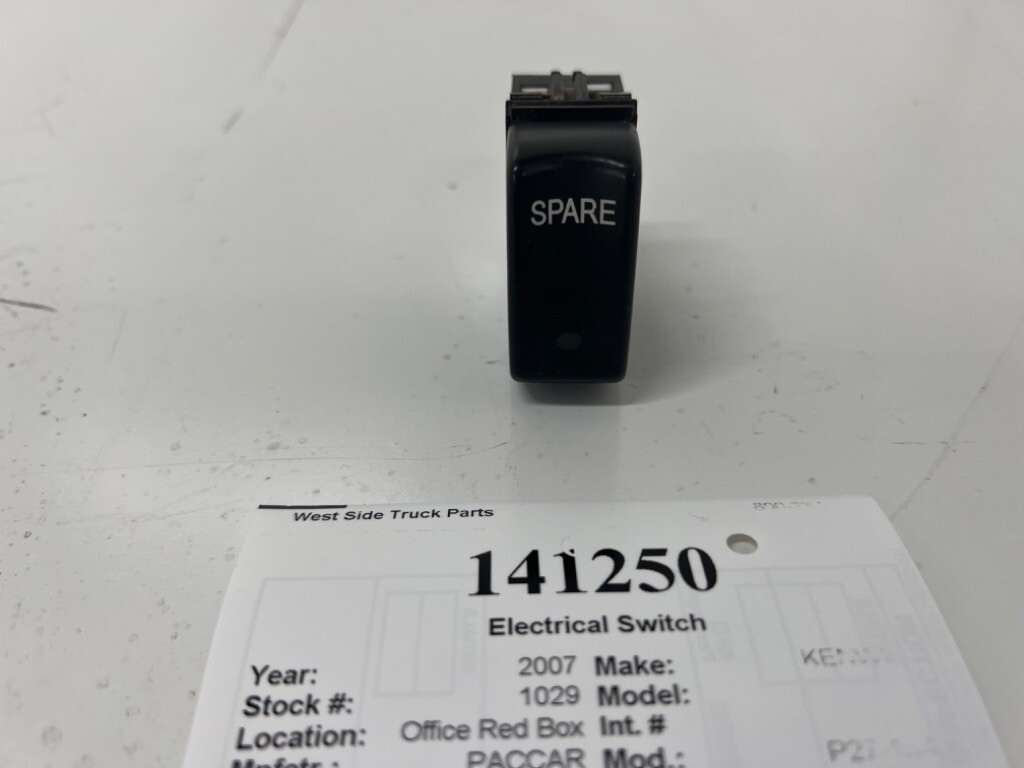 SPARE
West Side Truck Parts
141250
Electrical Switch
Year: 2007 Make:
Stock #: 1029 Model:
Location: Office Red Box Int. #
Mnfctr.: PACCAR Mod.: